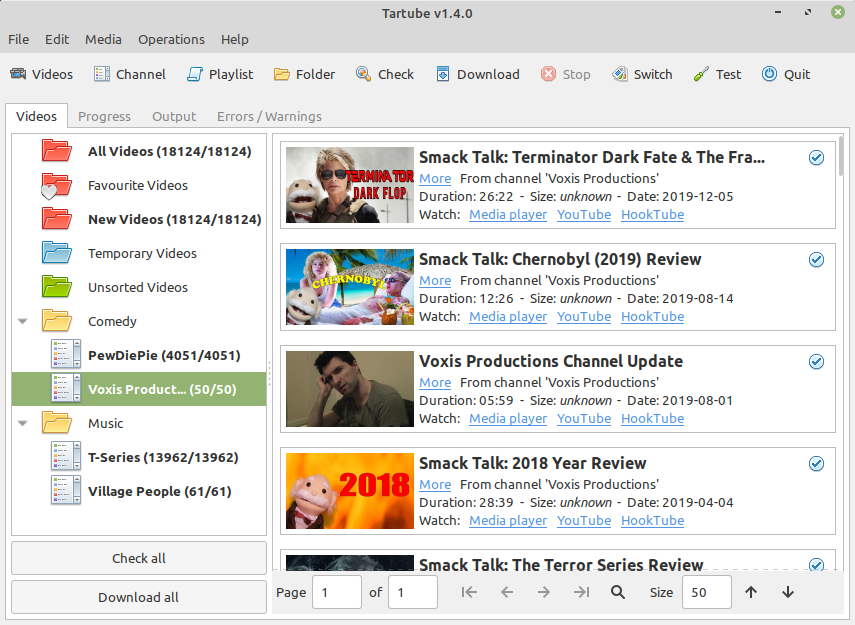 Tartube v1.4.0
File Edit Media Operations Help
Videos Channel Playlist Folder Check Download Stop Switch Test Quit
Videos Progress Output Errors / Warnings
All Videos (18124/18124)
Favourite Videos
New Videos (18124/18124)
Temporary Videos
Unsorted Videos
Comedy
PewDiePie (4051/4051)
Voxis Product... (50/50)
Music
T-Series (13962/13962)
Village People (61/61)
Check all
Download all
TERMINATOR
DARK FLOP
Smack Talk: Terminator Dark Fate & The Fra...
More From channel 'Voxis Productions'
Duration: 26:22 - Size: unknown - Date: 2019-12-05
Watch: Media player YouTube HookTube
CHERNOBYL
Smack Talk: Chernobyl (2019) Review
More From channel 'Voxis Productions'
Duration: 12:26 - Size: unknown - Date: 2019-08-14
Watch: Media player YouTube HookTube
Voxis Productions Channel Update
More From channel 'Voxis Productions'
Duration: 05:59 - Size: unknown - Date: 2019-08-01
Watch: Media player YouTube HookTube
2018
Smack Talk: 2018 Year Review
More From channel 'Voxis Productions'
Duration: 28:39 - Size: unknown - Date: 2019-04-04
Watch: Media player YouTube HookTube
Smack Talk: The Terror Series Review
Page 1 of 1 Size 50